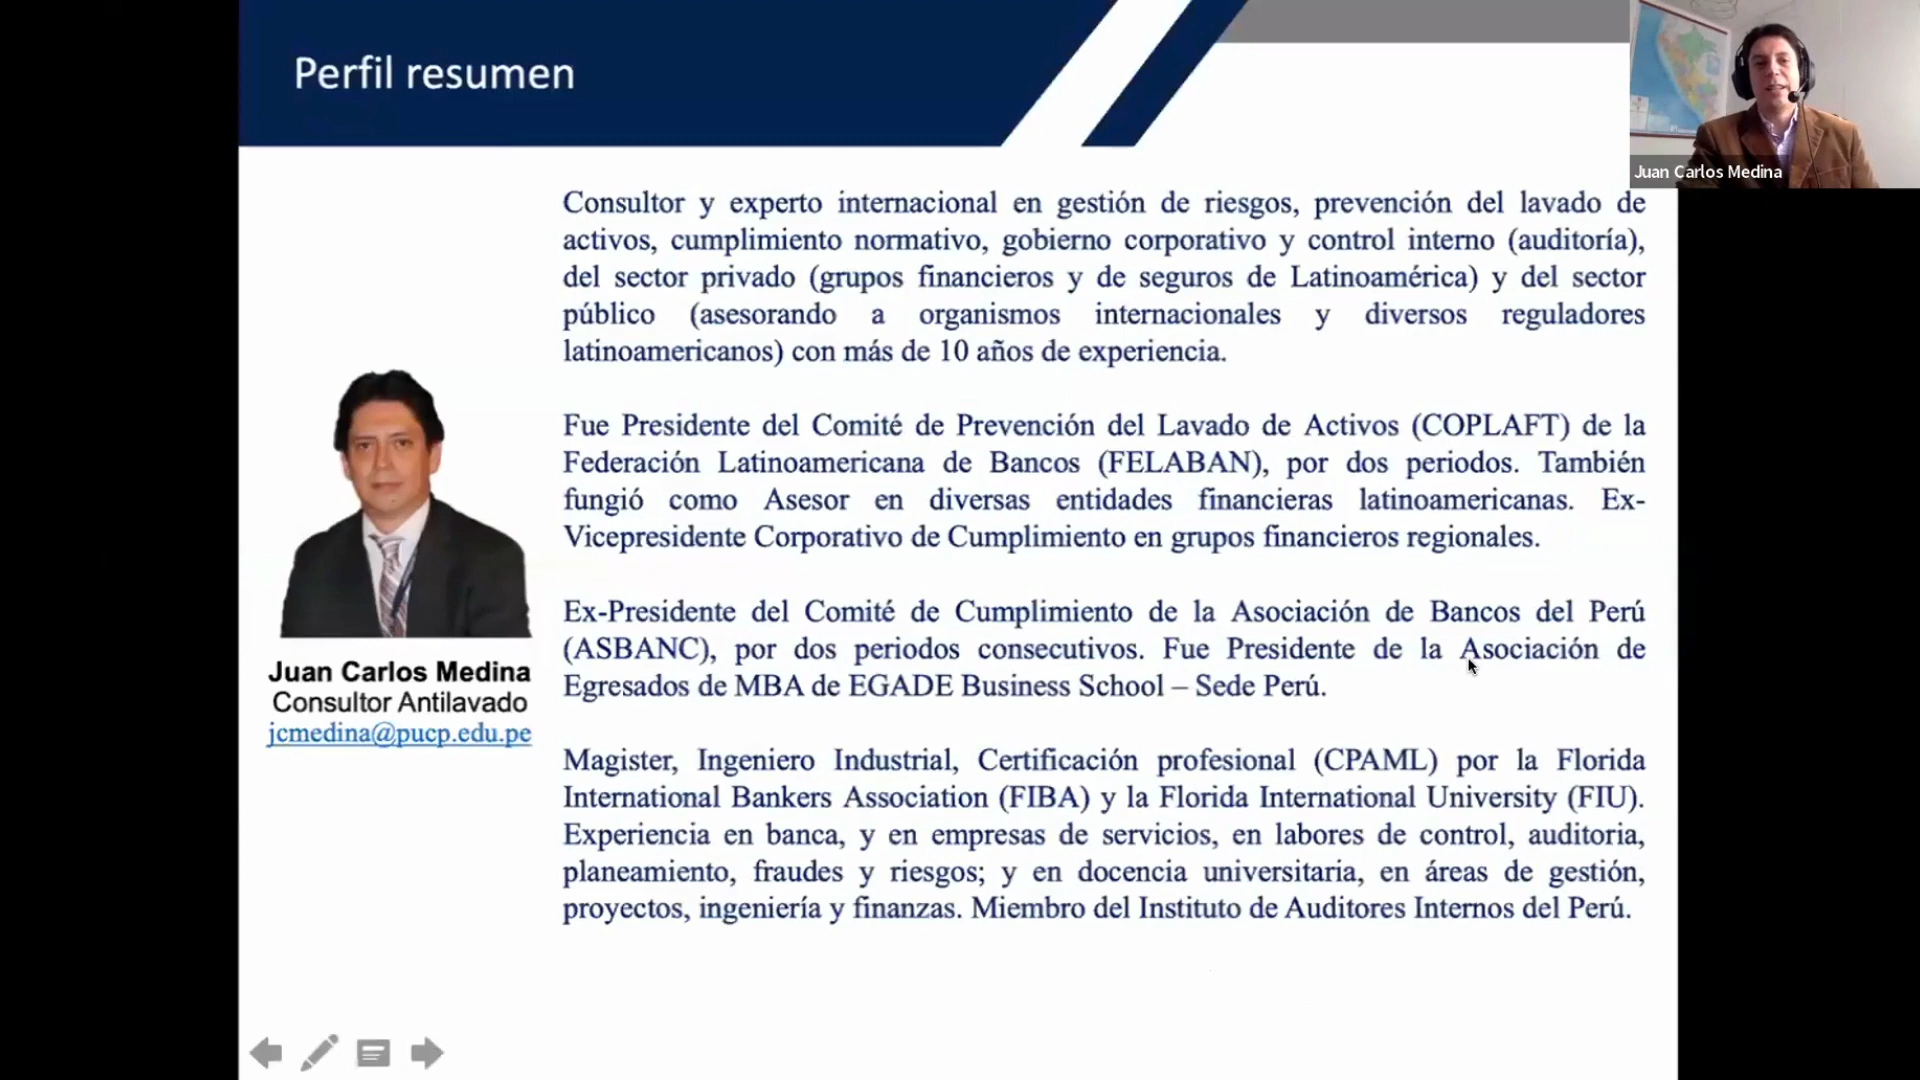 Perfil resumen
Juan Carlos Medina
Consultor y experto internacional en gestión de riesgos, prevención del lavado de
activos, cumplimiento normativo, gobierno corporativo y control interno (auditoría),
del sector privado (grupos financieros y de seguros de Latinoamérica) y del sector
público (asesorando a organismos internacionales y diversos reguladores
latinoamericanos) con más de 10 años de experiencia.
Fue Presidente del Comité de Prevención del Lavado de Activos (COPLAFT) de la
Federación Latinoamericana de Bancos (FELABAN), por dos periodos. También
fungió como Asesor en diversas entidades financieras latinoamericanas. Ex-
Vicepresidente Corporativo de Cumplimiento en grupos financieros regionales.
Ex-Presidente del Comité de Cumplimiento de la Asociación de Bancos del Perú
(ASBANC), por dos periodos consecutivos. Fue Presidente de la Asociación de
Egresados de MBA de EGADE Business School – Sede Perú.
Magister, Ingeniero Industrial, Certificación profesional (CPAML) por la Florida
International Bankers Association (FIBA) y la Florida International University (FIU).
Experiencia en banca, y en empresas de servicios, en labores de control, auditoria,
planeamiento, fraudes y riesgos; y en docencia universitaria, en áreas de gestión,
proyectos, ingeniería y finanzas. Miembro del Instituto de Auditores Internos del Perú.
Juan Carlos Medina
Consultor Antilavado
jcmedina@pucp.edu.pe